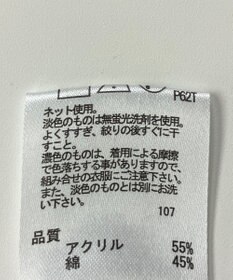 P62T
ネット使用。
淡色のものは無蛍光洗剤を使用。
よくすすぎ、絞りの後すぐに干
すこと。
濃色のものは、着用による摩擦
で色落ちする事がありますので、
組み合せの衣服にご注意下さい。
また、淡色のものとは別にお洗
い下さい。
107
品質
アクリル 55%
綿 45%